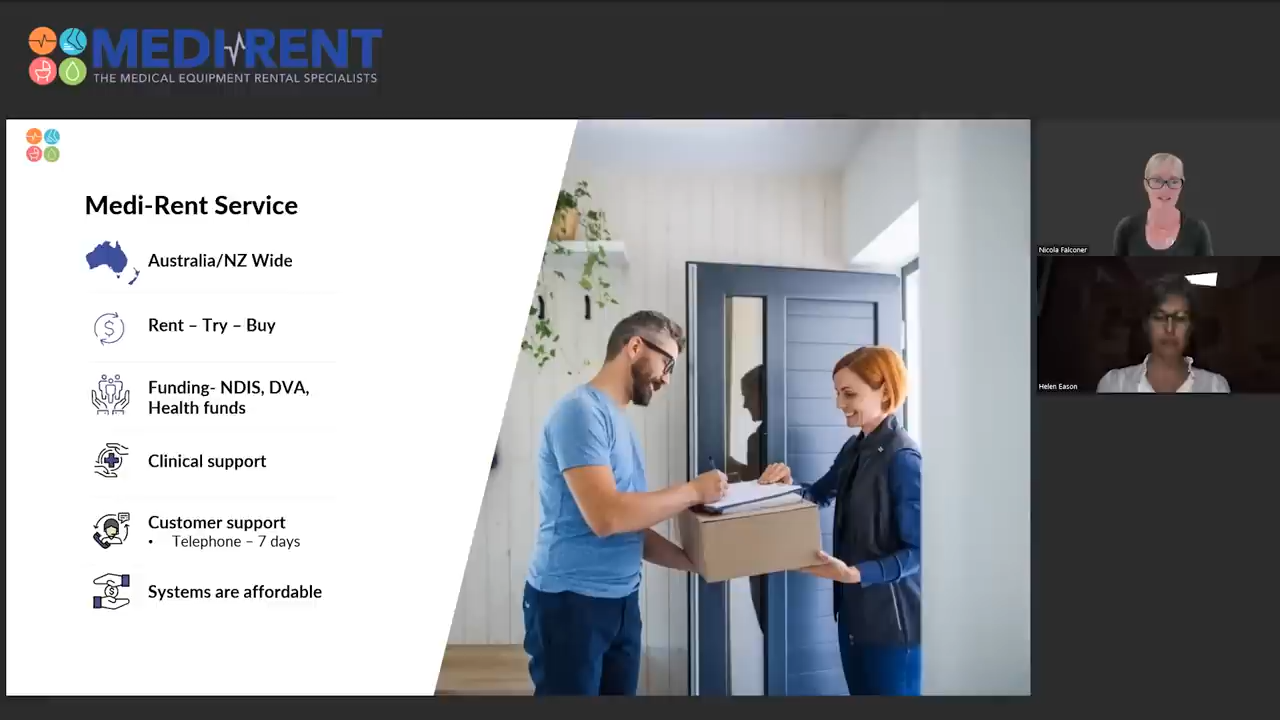 MEDI-RENT
THE MEDICAL EQUIPMENT RENTAL SPECIALISTS
Medi-Rent Service
Australia/NZ Wide
Rent – Try – Buy
Funding- NDIS, DVA,
Health funds
Clinical support
Customer support
• Telephone – 7 days
Systems are affordable
Nicola Falconer
Helen Eason